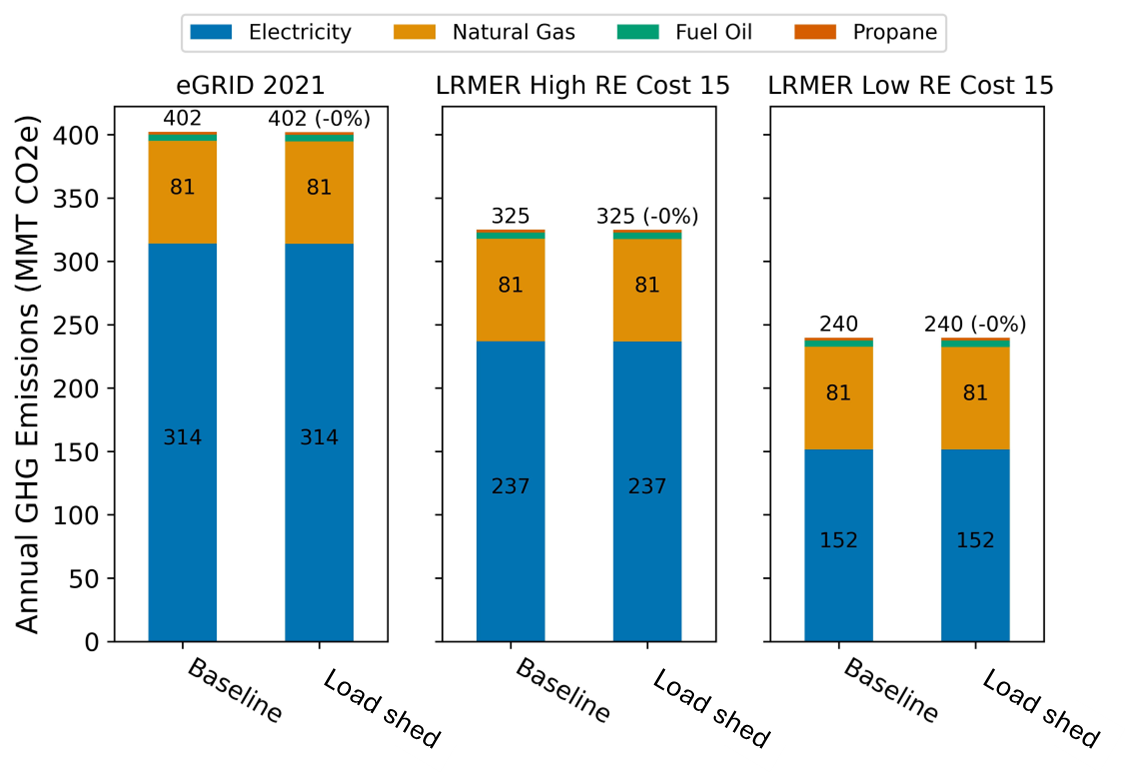 Electricity Natural Gas Fuel Oil Propane
eGRID 2021 LRMER High RE Cost 15 LRMER Low RE Cost 15
Annual GHG Emissions (MMT CO2e)
400
350
300
250
200
150
100
50
0
402 402 (-0%)
81 81
314 314
325 325 (-0%)
81 81
237 237
240 240 (-0%)
81 81
152 152
Baseline Load shed Baseline Load shed Baseline Load shed